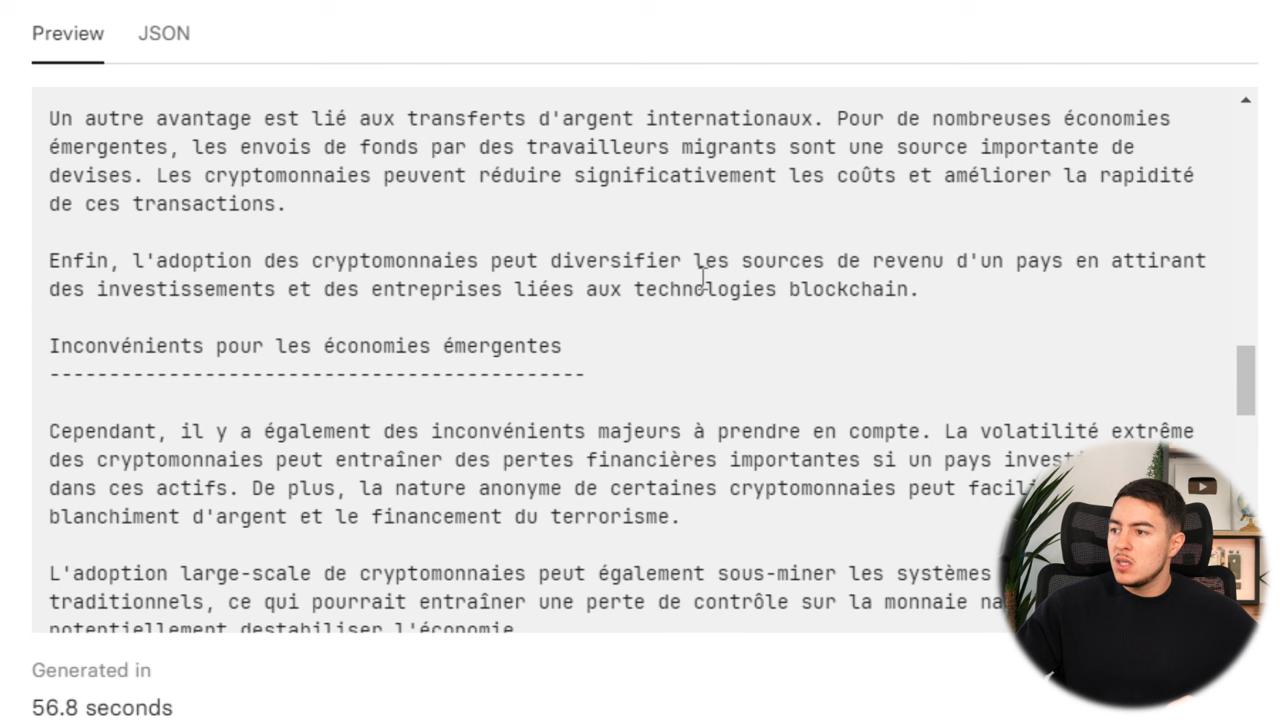 Preview JSON
Un autre avantage est lié aux transferts d'argent internationaux. Pour de nombreuses économies
émergentes, les envois de fonds par des travailleurs migrants sont une source importante de
devises. Les cryptomonnaies peuvent réduire significativement les coûts et améliorer la rapidité
de ces transactions.
Enfin, l'adoption des cryptomonnaies peut diversifier les sources de revenu d'un pays en attirant
des investissements et des entreprises liées aux technologies blockchain.
Inconvénients pour les économies émergentes
---------------------------------------------
Cependant, il y a également des inconvénients majeurs à prendre en compte. La volatilité extrême
des cryptomonnaies peut entraîner des pertes financières importantes si un pays
dans ces actifs. De plus, la nature anonyme de certaines cryptomonnaies peut
blanchiment d'argent et le financement du terrorisme.
L'adoption large-scale de cryptomonnaies peut également sous-miner les systèmes
traditionnels, ce qui pourrait entraîner une perte de contrôle sur la monnaie
potentiellement destabiliser l'économie
Generated in
56.8 seconds